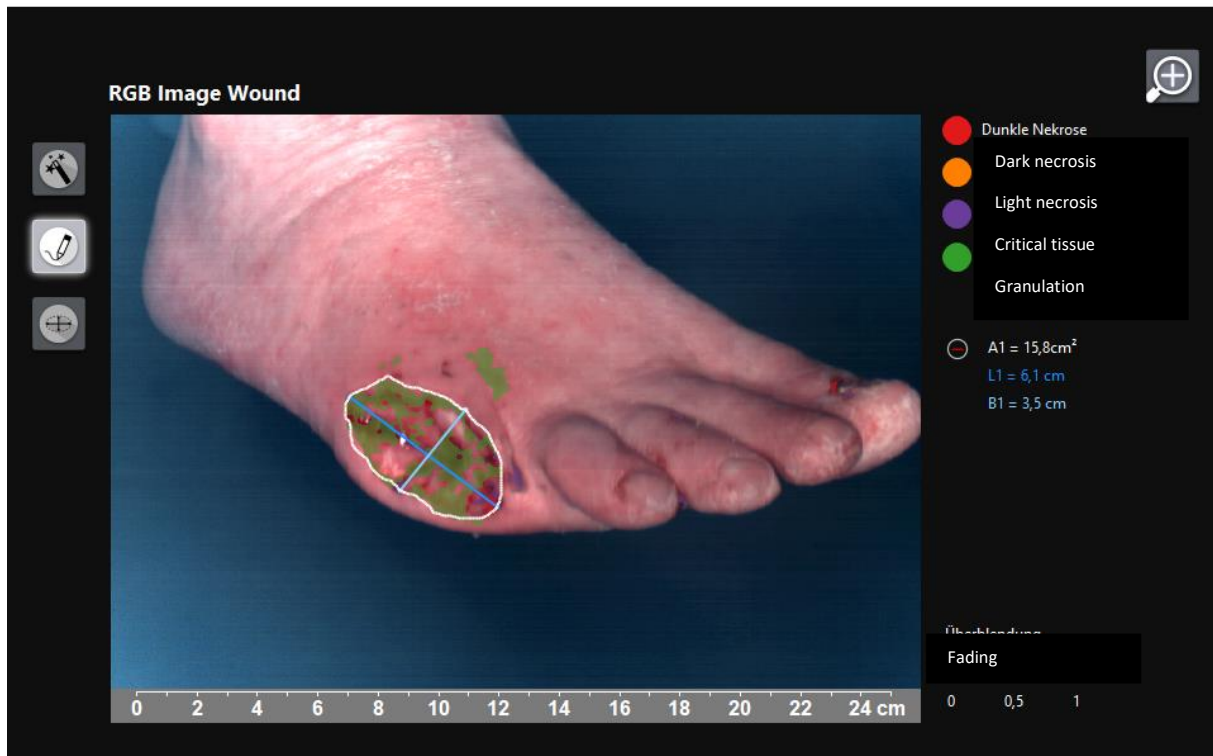 RGB Image Wound
Dunkle Nekrose
Dark necrosis
Light necrosis
Critical tissue
Granulation
A1 = 15,8cm²
L1 = 6,1 cm
B1 = 3,5 cm
Überblendung
Fading
0 0,5 1
0 2 4 6 8 10 12 14 16 18 20 22 24 cm